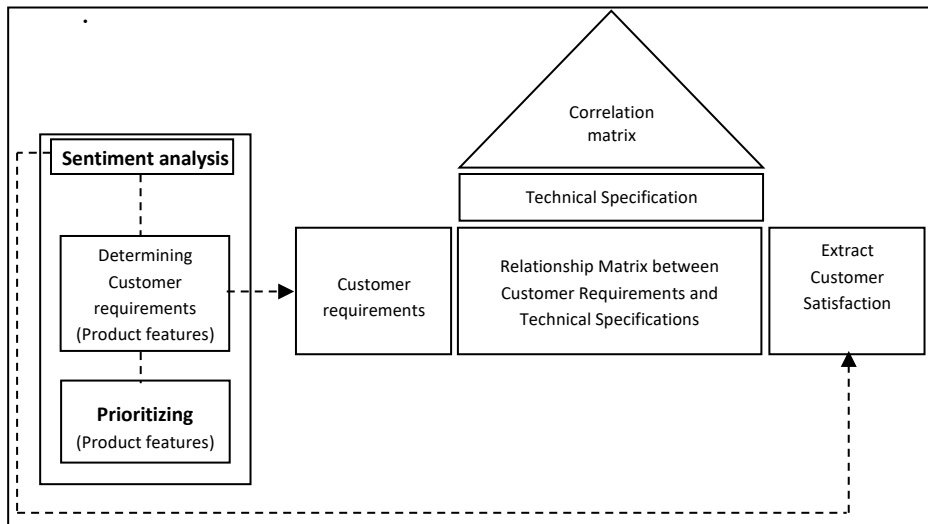 .
Correlation
matrix
Sentiment analysis
Technical Specification
Determining
Customer
requirements
(Product features)
Customer
requirements
Relationship Matrix between
Customer Requirements and
Technical Specifications
Extract
Customer
Satisfaction
Prioritizing
(Product features)